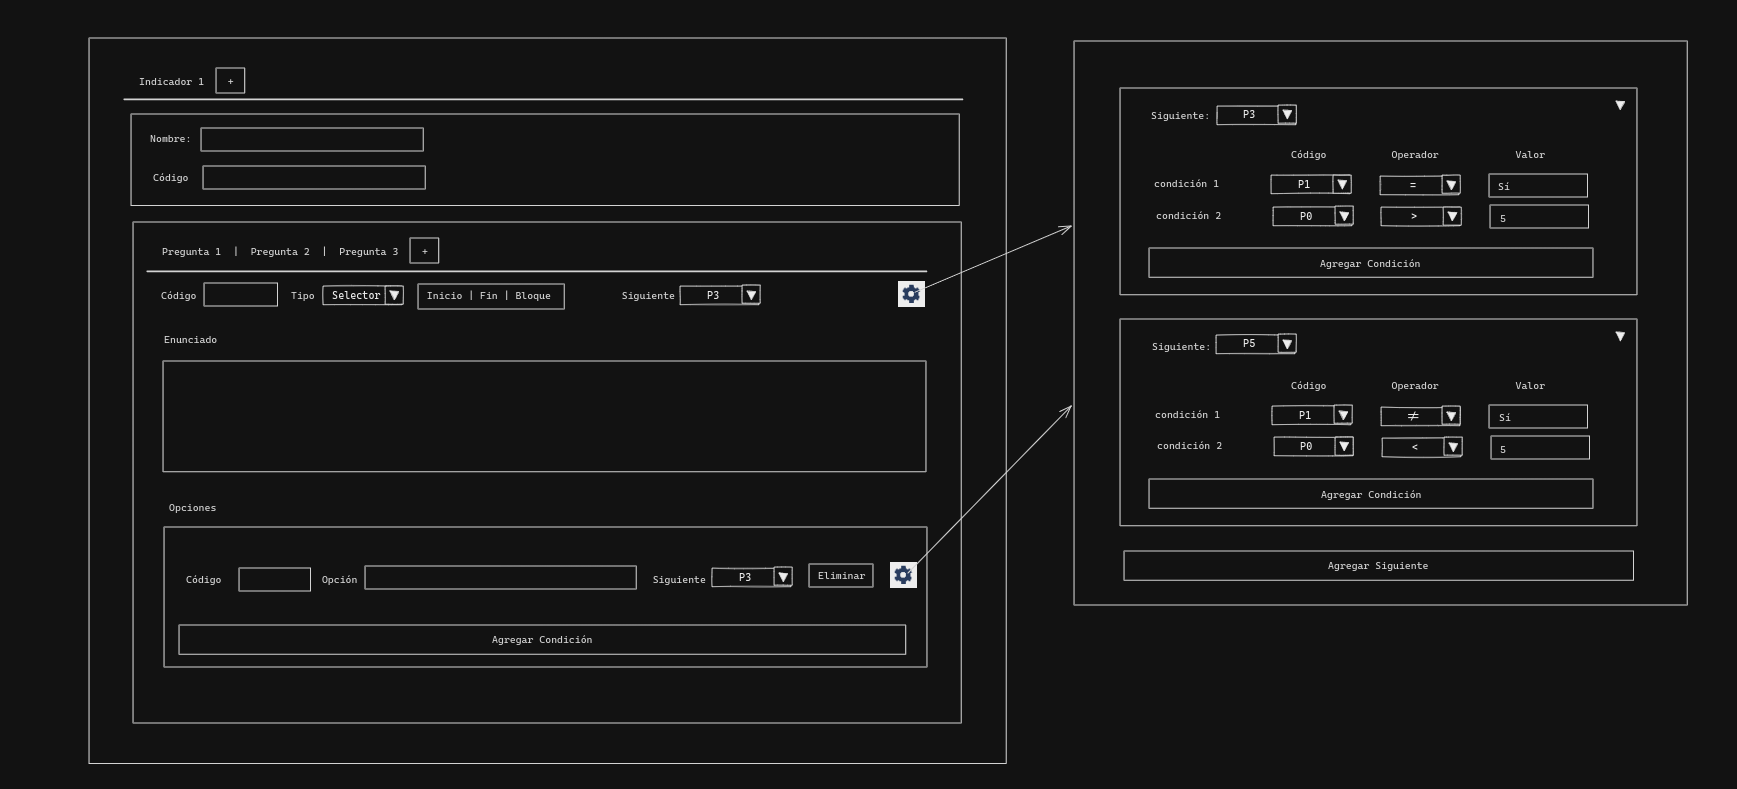 Indicador 1 +
Nombre:
Código
Pregunta 1 | Pregunta 2 | Pregunta 3 +
Código Tipo Selector Inicio | Fin | Bloque Siguiente P3
Enunciado
Opciones
Código Opción Siguiente P3 Eliminar
Agregar Condición
Siguiente: P3
Código Operador Valor
condición 1 P1 = Sí
condición 2 P0 > 5
Agregar Condición
Siguiente: P5
Código Operador Valor
condición 1 P1 ≠ Sí
condición 2 P0 < 5
Agregar Condición
Agregar Siguiente